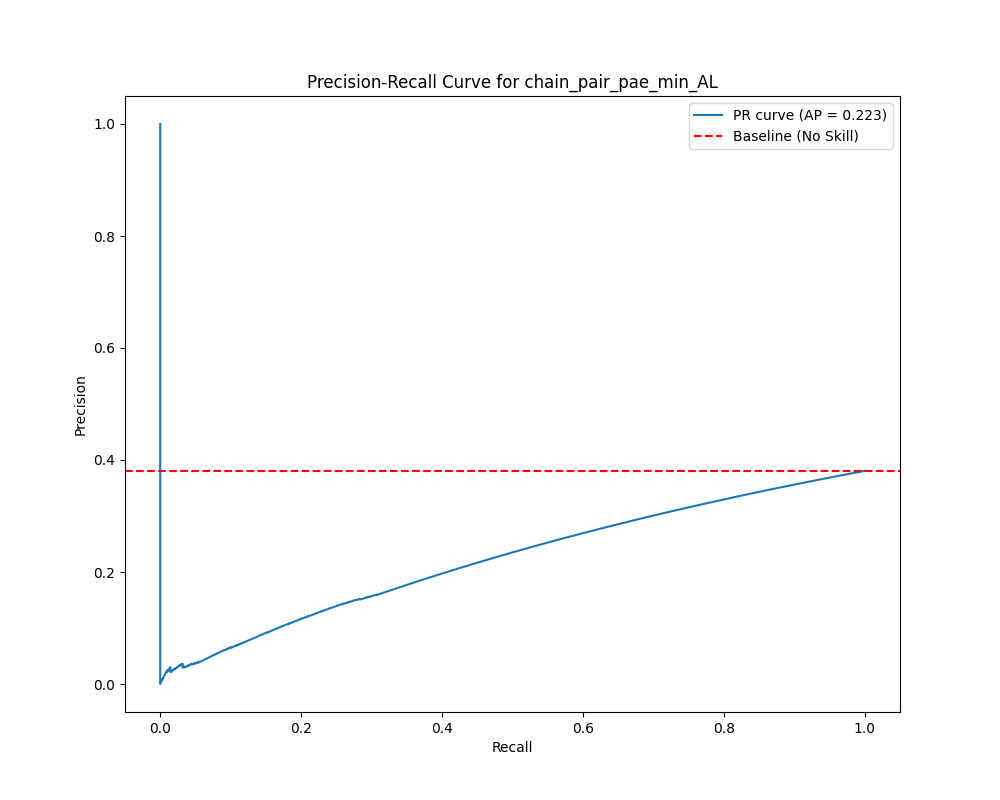 Precision-Recall Curve for chain_pair_pae_min_AL
PR curve (AP = 0.223)
Baseline (No Skill)
1.0
0.8
0.6
0.4
0.2
0.0
Precision
0.0 0.2 0.4 0.6 0.8 1.0
Recall